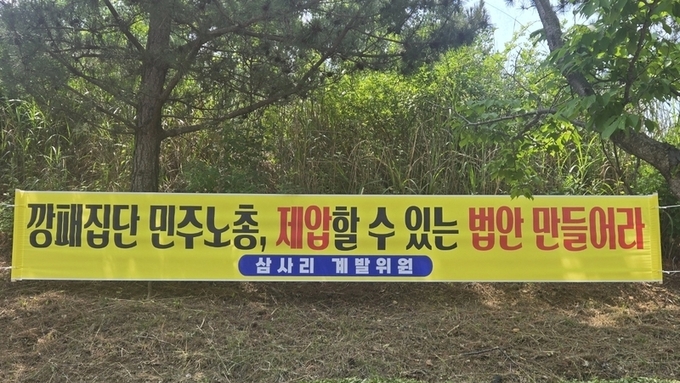 깡패집단 민주노총, 제압할 수 있는 법안 만들어라
삼사리 계발위원